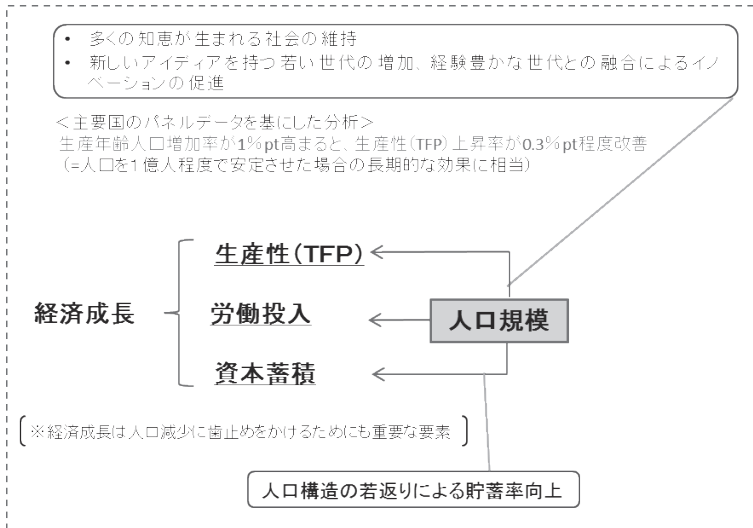 • 多くの知恵が生まれる社会の維持
• 新しいアイディアを持つ若い世代の増加、経験豊かな世代との融合によるイノ
ベーションの促進
＜主要国のパネルデータを基にした分析＞
生産年齢人口増加率が1％pt高まると、生産性(TFP)上昇率が0.3％pt程度改善
（=人口を1億人程度で安定させた場合の長期的な効果に相当）
生産性（TFP）
経済成長
労働投入
人口規模
資本蓄積
※経済成長は人口減少に歯止めをかけるためにも重要な要素
人口構造の若返りによる貯蓄率向上